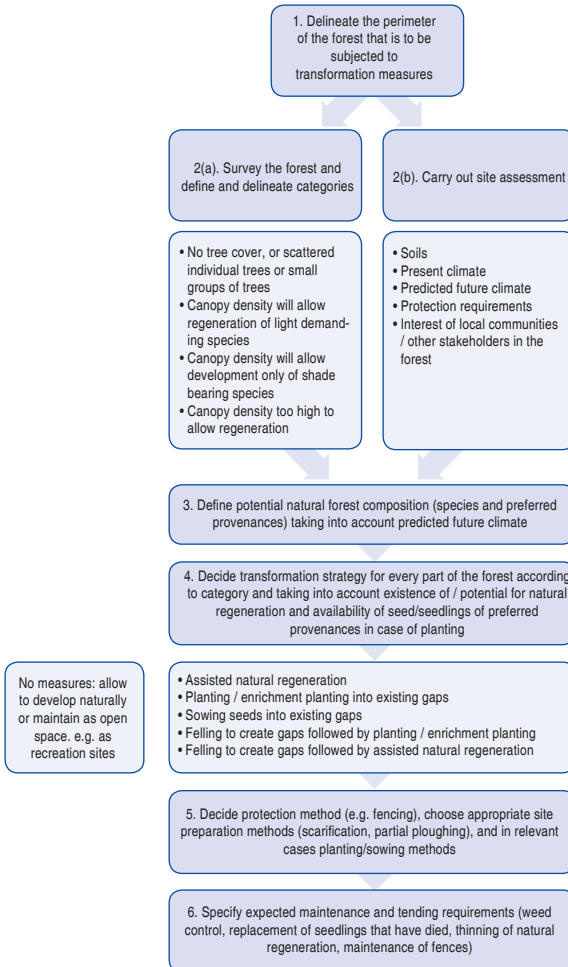 1. Delineate the perimeter
of the forest that is to be
subjected to
transformation measures
2(a). Survey the forest and
define and delineate categories
2(b). Carry out site assessment
• No tree cover, or scattered
individual trees or small
groups of trees
• Canopy density will allow
regeneration of light demand-
ing species
• Canopy density will allow
development only of shade
bearing species
• Canopy density too high to
allow regeneration
• Soils
• Present climate
• Predicted future climate
• Protection requirements
• Interest of local communities
/ other stakeholders in the
forest
3. Define potential natural forest composition (species and preferred
provenances) taking into account predicted future climate
4. Decide transformation strategy for every part of the forest according
to category and taking into account existence of / potential for natural
regeneration and availability of seed/seedlings of preferred
provenances in case of planting
No measures: allow
to develop naturally
or maintain as open
space. e.g. as
recreation sites
• Assisted natural regeneration
• Planting / enrichment planting into existing gaps
• Sowing seeds into existing gaps
• Felling to create gaps followed by planting / enrichment planting
• Felling to create gaps followed by assisted natural regeneration
5. Decide protection method (e.g. fencing), choose appropriate site
preparation methods (scarification, partial ploughing), and in relevant
cases planting/sowing methods
6. Specify expected maintenance and tending requirements (weed
control, replacement of seedlings that have died, thinning of natural
regeneration, maintenance of fences)